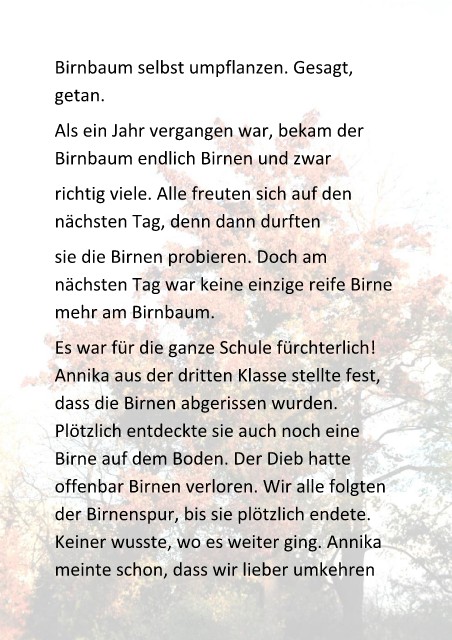 Birnbaum selbst umpflanzen. Gesagt,
getan.
Als ein Jahr vergangen war, bekam der
Birnbaum endlich Birnen und zwar
richtig viele. Alle freuten sich auf den
nächsten Tag, denn dann durften
sie die Birnen probieren. Doch am
nächsten Tag war keine einzige reife Birne
mehr am Birnbaum.
Es war für die ganze Schule fürchterlich!
Annika aus der dritten Klasse stellte fest,
dass die Birnen abgerissen wurden.
Plötzlich entdeckte sie auch noch eine
Birne auf dem Boden. Der Dieb hatte
offenbar Birnen verloren. Wir alle folgten
der Birnenspur, bis sie plötzlich endete.
Keiner wusste, wo es weiter ging. Annika
meinte schon, dass wir lieber umkehren